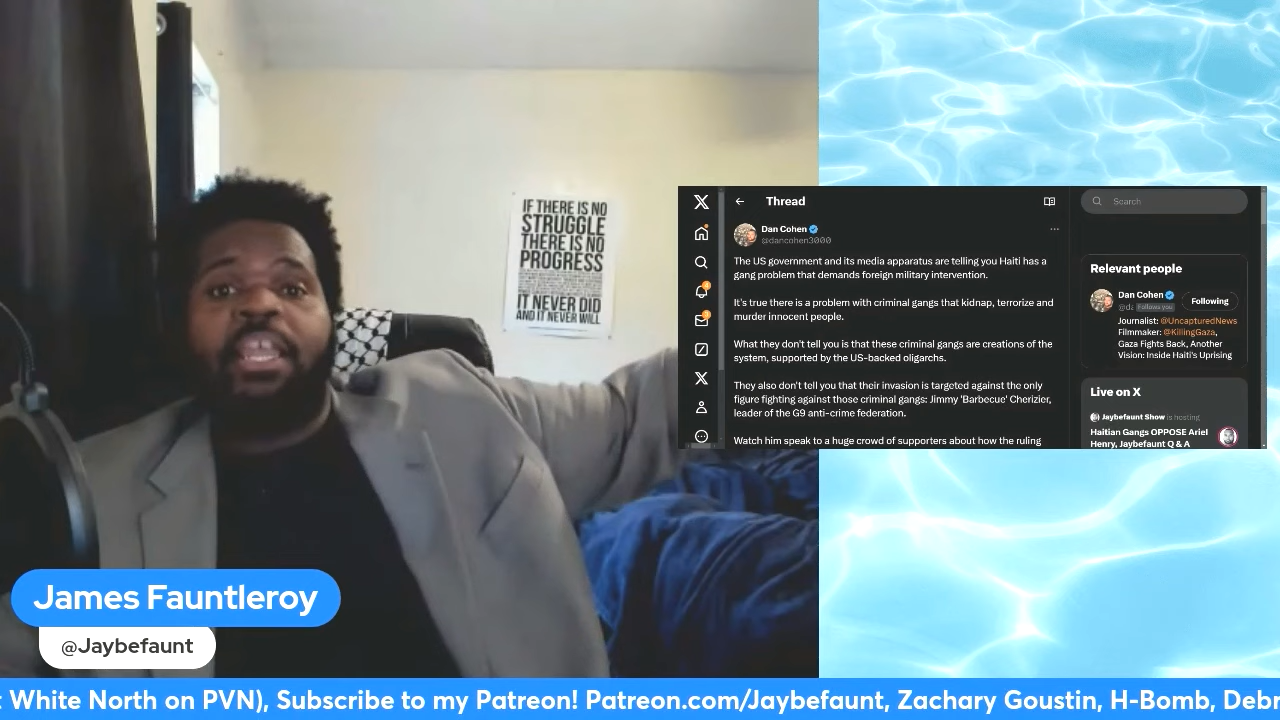 IF THERE IS NO
STRUGGLE
THERE IS NO
PROGRESS
IT NEVER DID
AND IT NEVER WILL
Thread
Search
Dan Cohen
@dancohen3000
The US government and its media apparatus are telling you Haiti has a
gang problem that demands foreign military intervention.
It's true there is a problem with criminal gangs that kidnap, terrorize and
murder innocent people.
What they don't tell you is that these criminal gangs are creations of the
system, supported by the US-backed oligarchs.
They also don't tell you that their invasion is targeted against the only
figure fighting against those criminal gangs: Jimmy 'Barbecue' Cherizier,
leader of the G9 anti-crime federation.
Watch him speak to a huge crowd of supporters about how the ruling
Relevant people
Dan Cohen
Following
@da Follows you
Journalist: @UncapturedNews
Filmmaker: @KillingGaza,
Gaza Fights Back, Another
Vision: Inside Haiti's Uprising
Live on X
Jaybefaunt Show is hosting
Haitian Gangs OPPOSE Ariel
Henry, Jaybefaunt Q & A
James Fauntleroy
@Jaybefaunt
White North on PVN), Subscribe to my Patreon! Patreon.com/Jaybefaunt, Zachary Goustin, H-Bomb, Debr